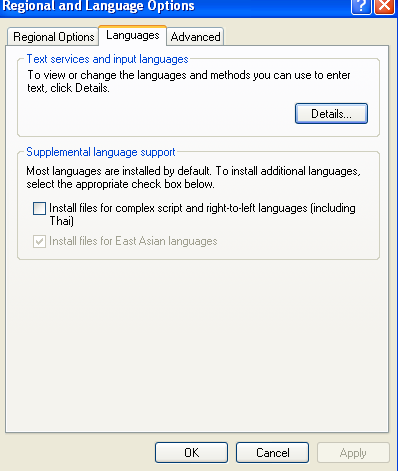 Regional and Language Options
Regional Options Languages Advanced
Text services and input languages
To view or change the languages and methods you can use to enter
text, click Details.
Details...
Supplemental language support
Most languages are installed by default. To install additional languages,
select the appropriate check box below.
Install files for complex script and right-to-left languages (including
Thai)
Install files for East Asian languages
OK Cancel Apply